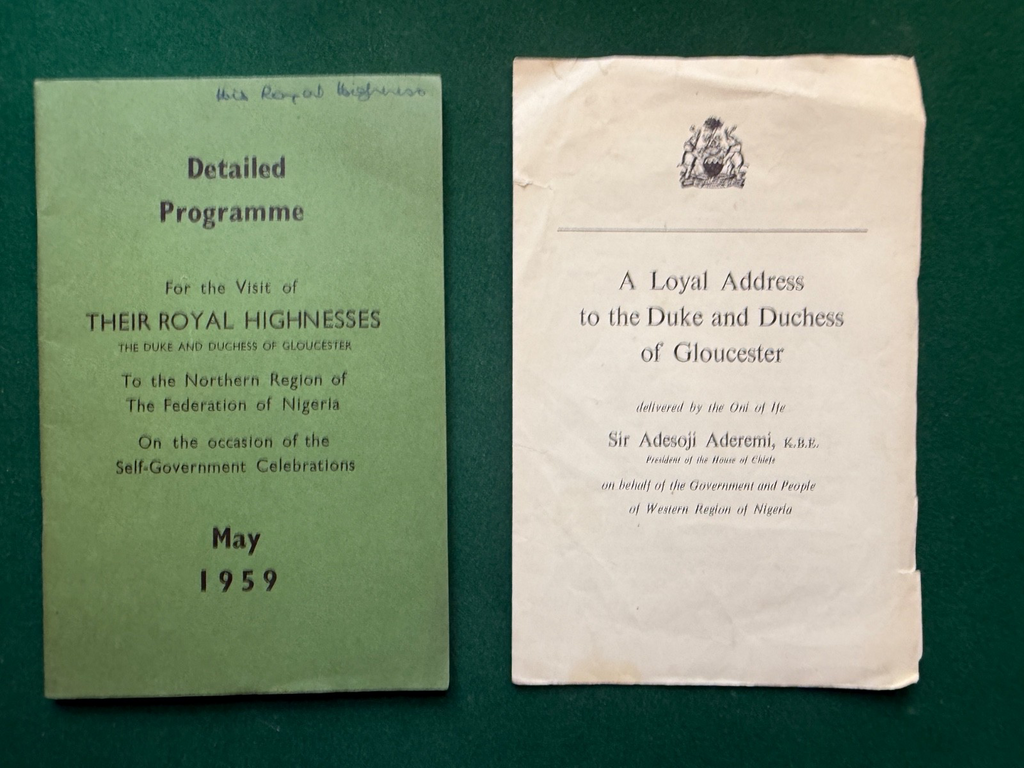 His Royal Highness
Detailed
Programme
For the Visit of
THEIR ROYAL HIGHNESSES
THE DUKE AND DUCHESS OF GLOUCESTER
To the Northern Region of
The Federation of Nigeria
On the occasion of the
Self-Government Celebrations
May
1959
A Loyal Address
to the Duke and Duchess
of Gloucester
delivered by the Oni of Ife
Sir Adesoji Aderemi, K.B.E.
President of the House of Chiefs
on behalf of the Government and People
of Western Region of Nigeria